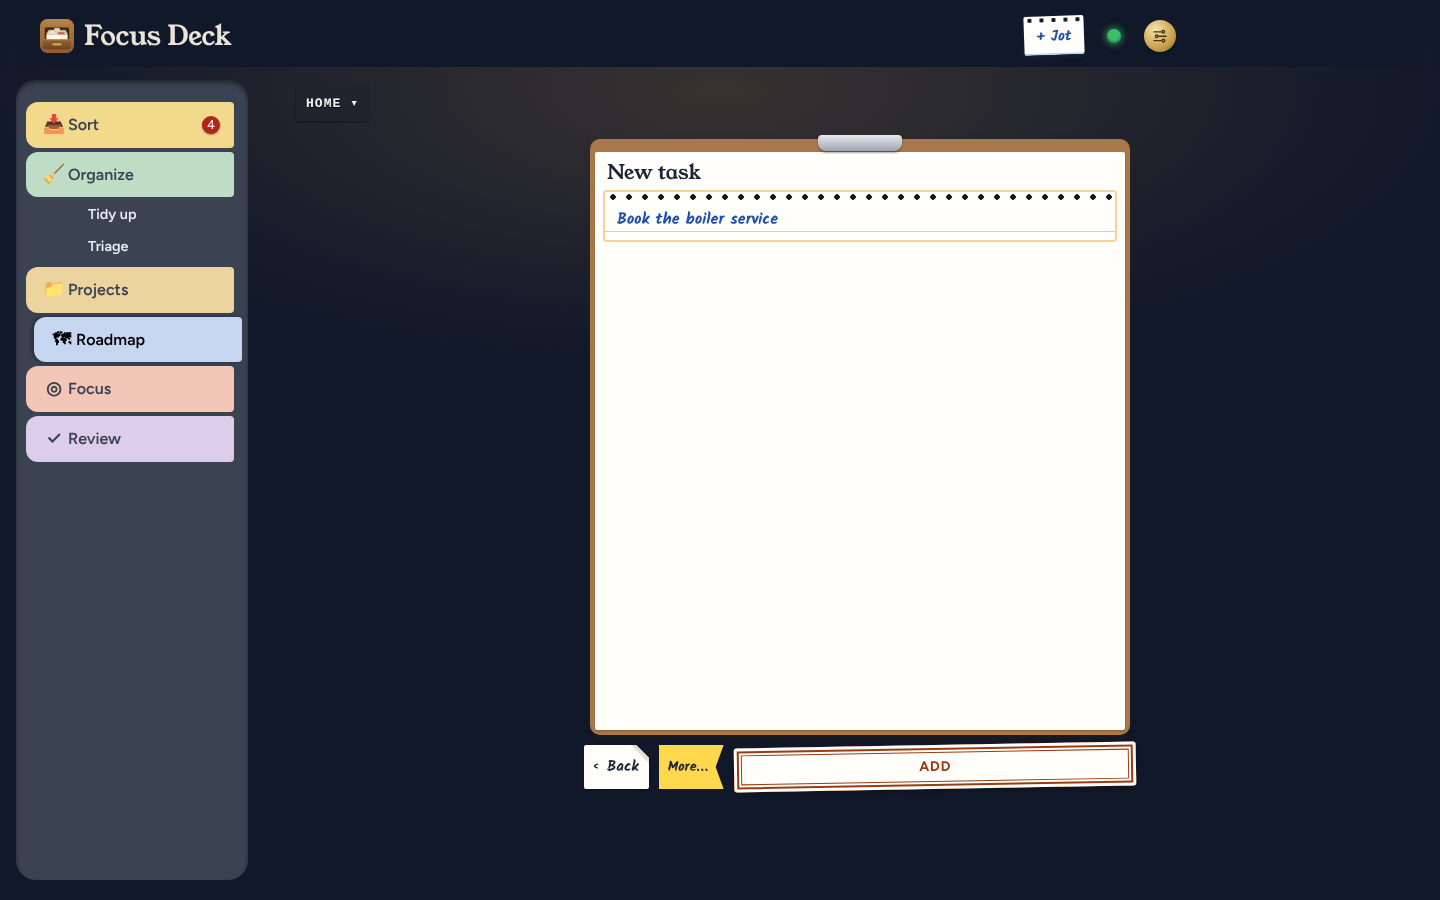 Focus Deck
+ Jot
Sort
4
Organize
Tidy up
Triage
Projects
Roadmap
Focus
Review
HOME ▾
New task
Book the boiler service
< Back
More...
ADD